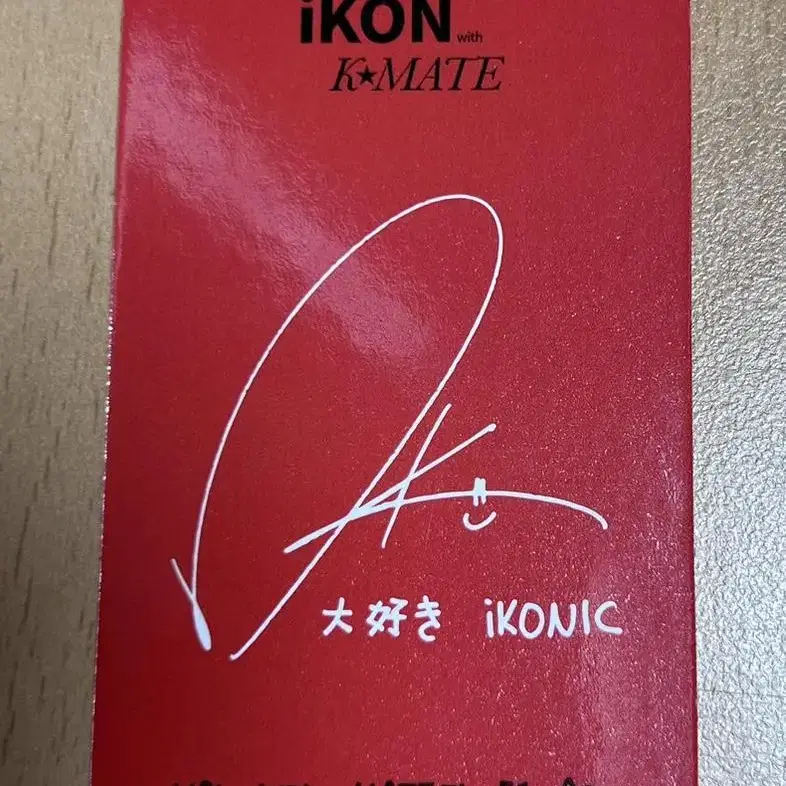 iKON with
K★MATE
大好き iKONIC